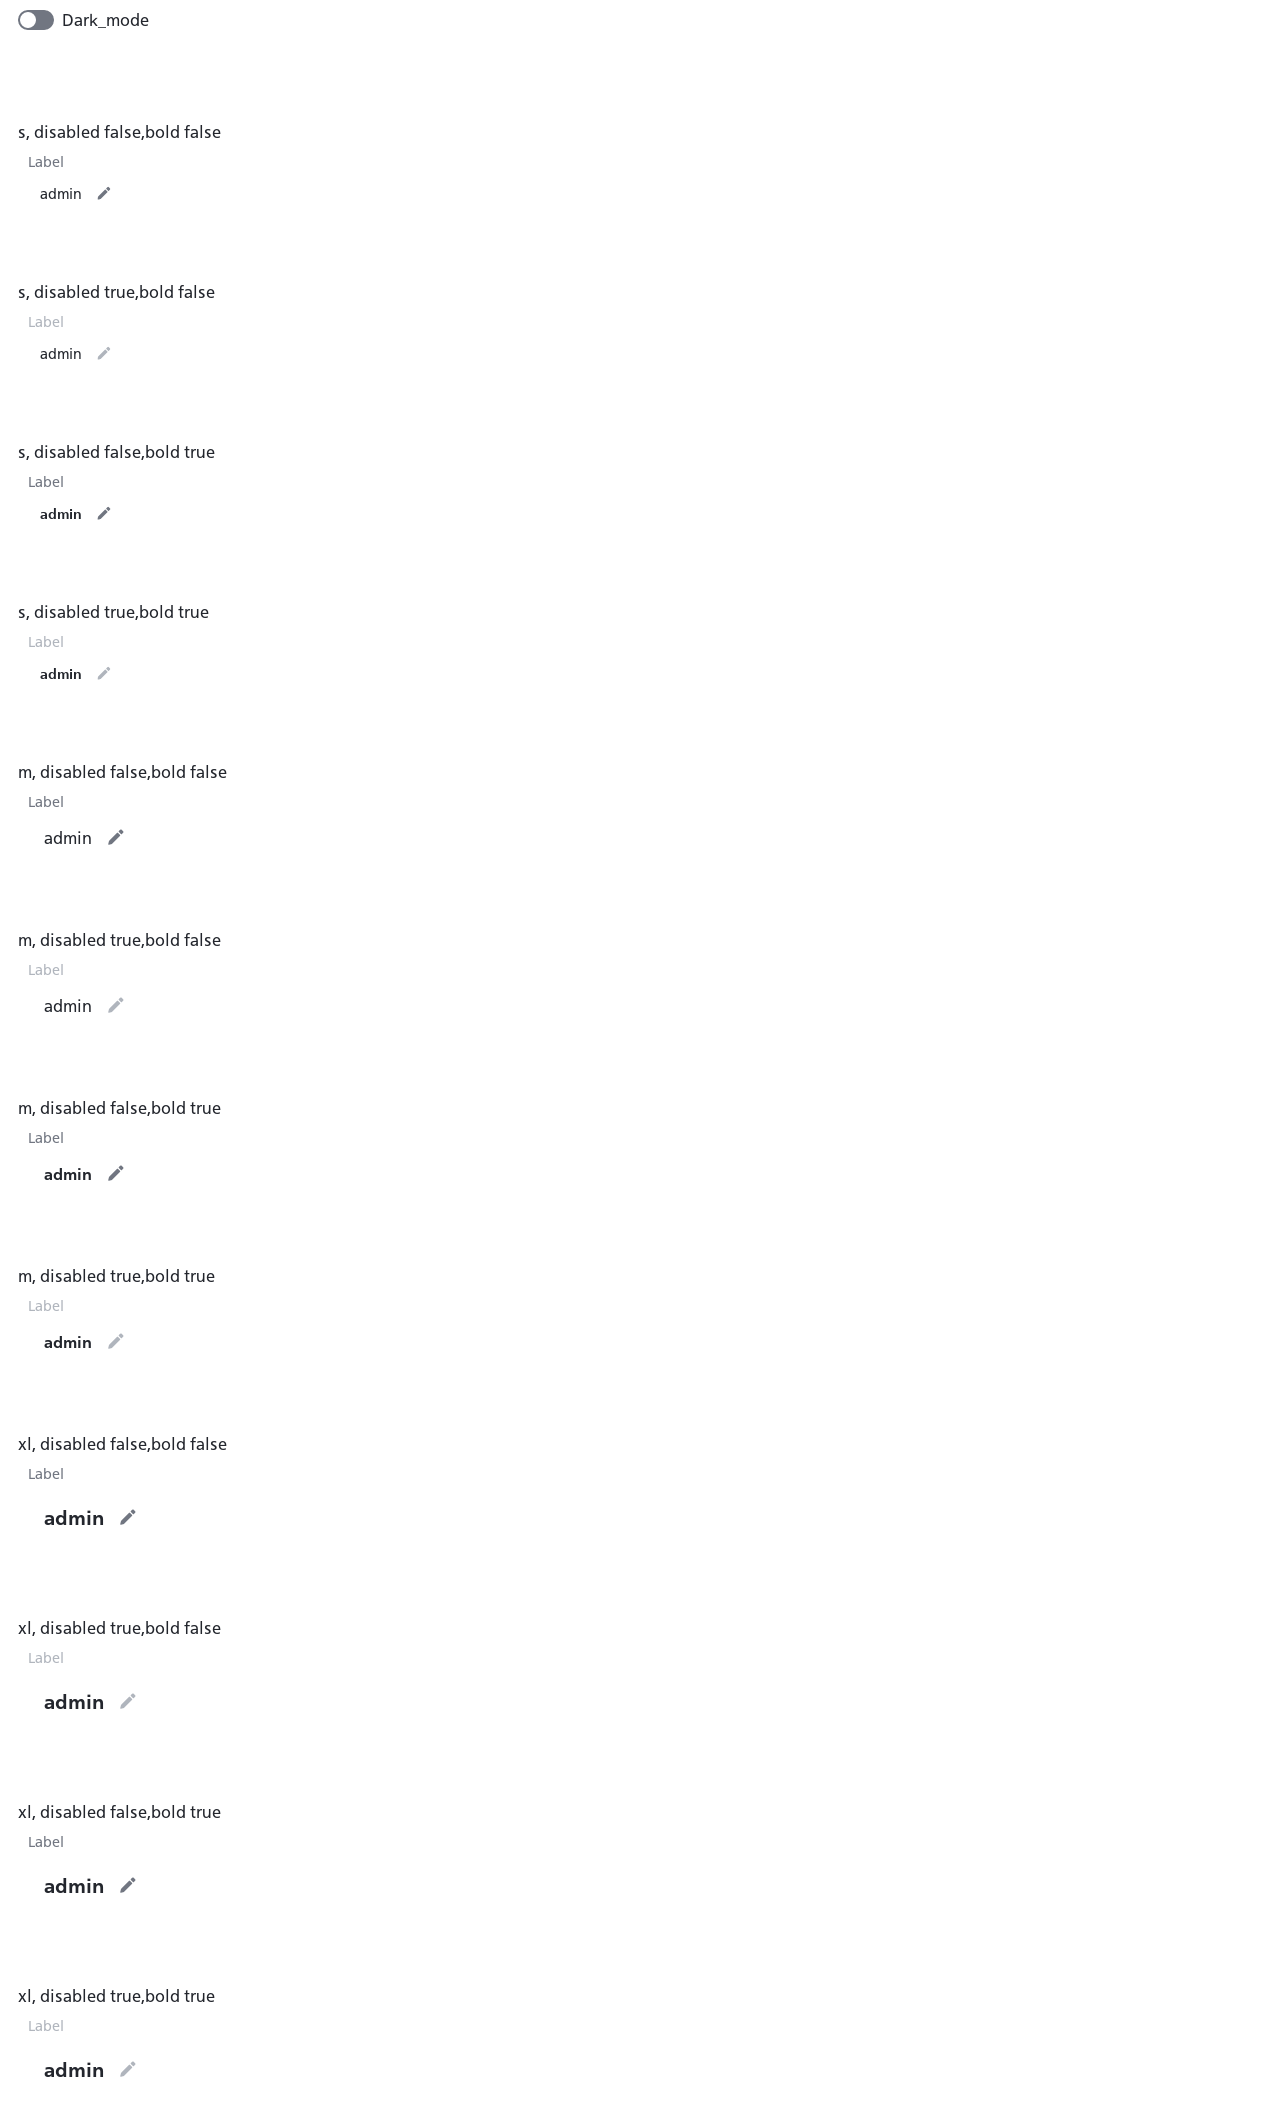 Dark_mode
s, disabled false,bold false
Label
admin
s, disabled true,bold false
Label
admin
s, disabled false,bold true
Label
admin
s, disabled true,bold true
Label
admin
m, disabled false,bold false
Label
admin
m, disabled true,bold false
Label
admin
m, disabled false,bold true
Label
admin
m, disabled true,bold true
Label
admin
xl, disabled false,bold false
Label
admin
xl, disabled true,bold false
Label
admin
xl, disabled false,bold true
Label
admin
xl, disabled true,bold true
Label
admin